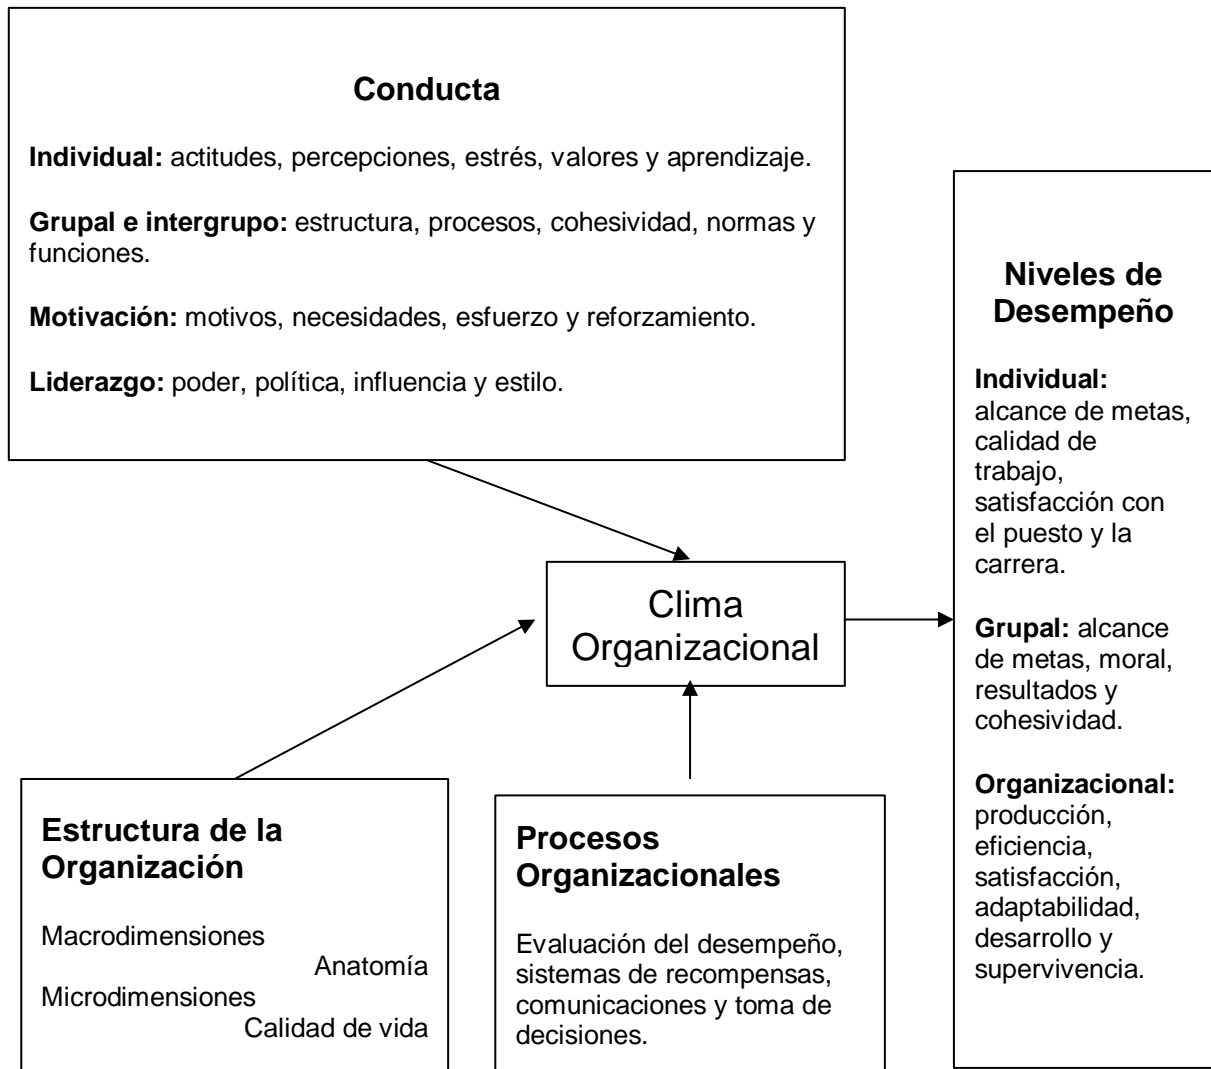 Conducta
Individual: actitudes, percepciones, estrés, valores y aprendizaje.
Grupal e intergrupo: estructura, procesos, cohesividad, normas y
funciones.
Motivación: motivos, necesidades, esfuerzo y reforzamiento.
Liderazgo: poder, política, influencia y estilo.
Clima
Organizacional
Estructura de la
Organización
Macrodimensiones
Anatomía
Microdimensiones
Calidad de vida
Procesos
Organizacionales
Evaluación del desempeño,
sistemas de recompensas,
comunicaciones y toma de
decisiones.
Niveles de
Desempeño
Individual:
alcance de metas,
calidad de
trabajo,
satisfacción con
el puesto y la
carrera.
Grupal: alcance
de metas, moral,
resultados y
cohesividad.
Organizacional:
producción,
eficiencia,
satisfacción,
adaptabilidad,
desarrollo y
supervivencia.